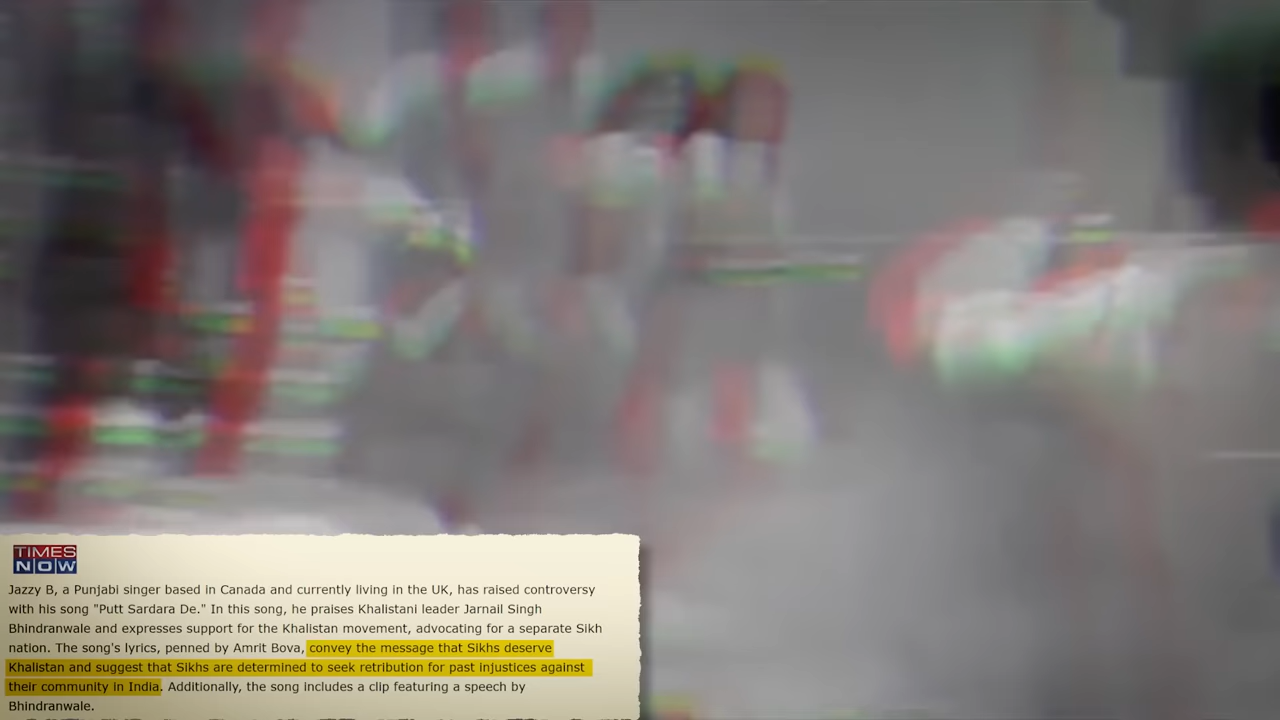 TIMES
NOW
Jazzy B, a Punjabi singer based in Canada and currently living in the UK, has raised controversy
with his song "Putt Sardara De." In this song, he praises Khalistani leader Jarnail Singh
Bhindranwale and expresses support for the Khalistan movement, advocating for a separate Sikh
nation. The song's lyrics, penned by Amrit Bova, convey the message that Sikhs deserve
Khalistan and suggest that Sikhs are determined to seek retribution for past injustices against
their community in India. Additionally, the song includes a clip featuring a speech by
Bhindranwale.